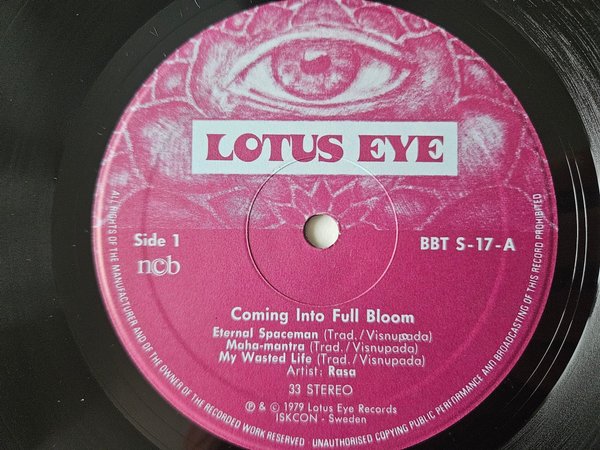 LOTUS EYE
Side 1
BBT S-17-A
ncb
Coming Into Full Bloom
Eternal Spaceman (Trad./Visnupada)
Maha-mantra (Trad./Visnupada)
My Wasted Life (Trad./Visnupada)
Artist: Rasa
33 STEREO
℗ & © 1979 Lotus Eye Records
ISKCON - Sweden
ALL RIGHTS OF THE MANUFACTURER AND OF THE OWNER OF THE RECORDED WORK RESERVED · UNAUTHORISED COPYING PUBLIC PERFORMANCE AND BROADCASTING OF THIS RECORD PROHIBITED